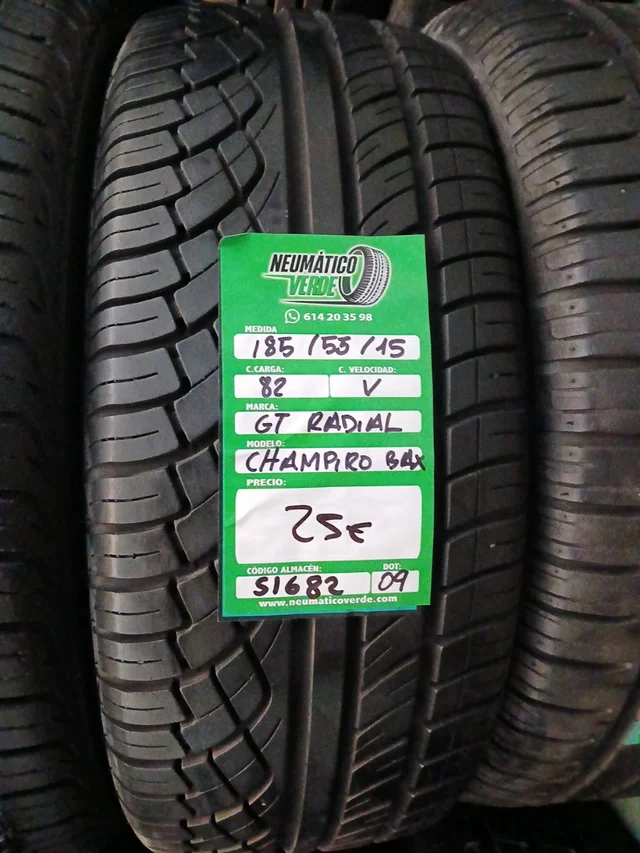 NEUMÁTICO
VERDE
614 20 35 98
MEDIDA
185/55/15
C.CARGA: C. VELOCIDAD:
82 V
MARCA:
GT RADIAL
MODELO:
CHAMPIRO BAX
PRECIO:
25€
CÓDIGO ALMACÉN: DOT:
S1682 09
www.neumaticoverde.com